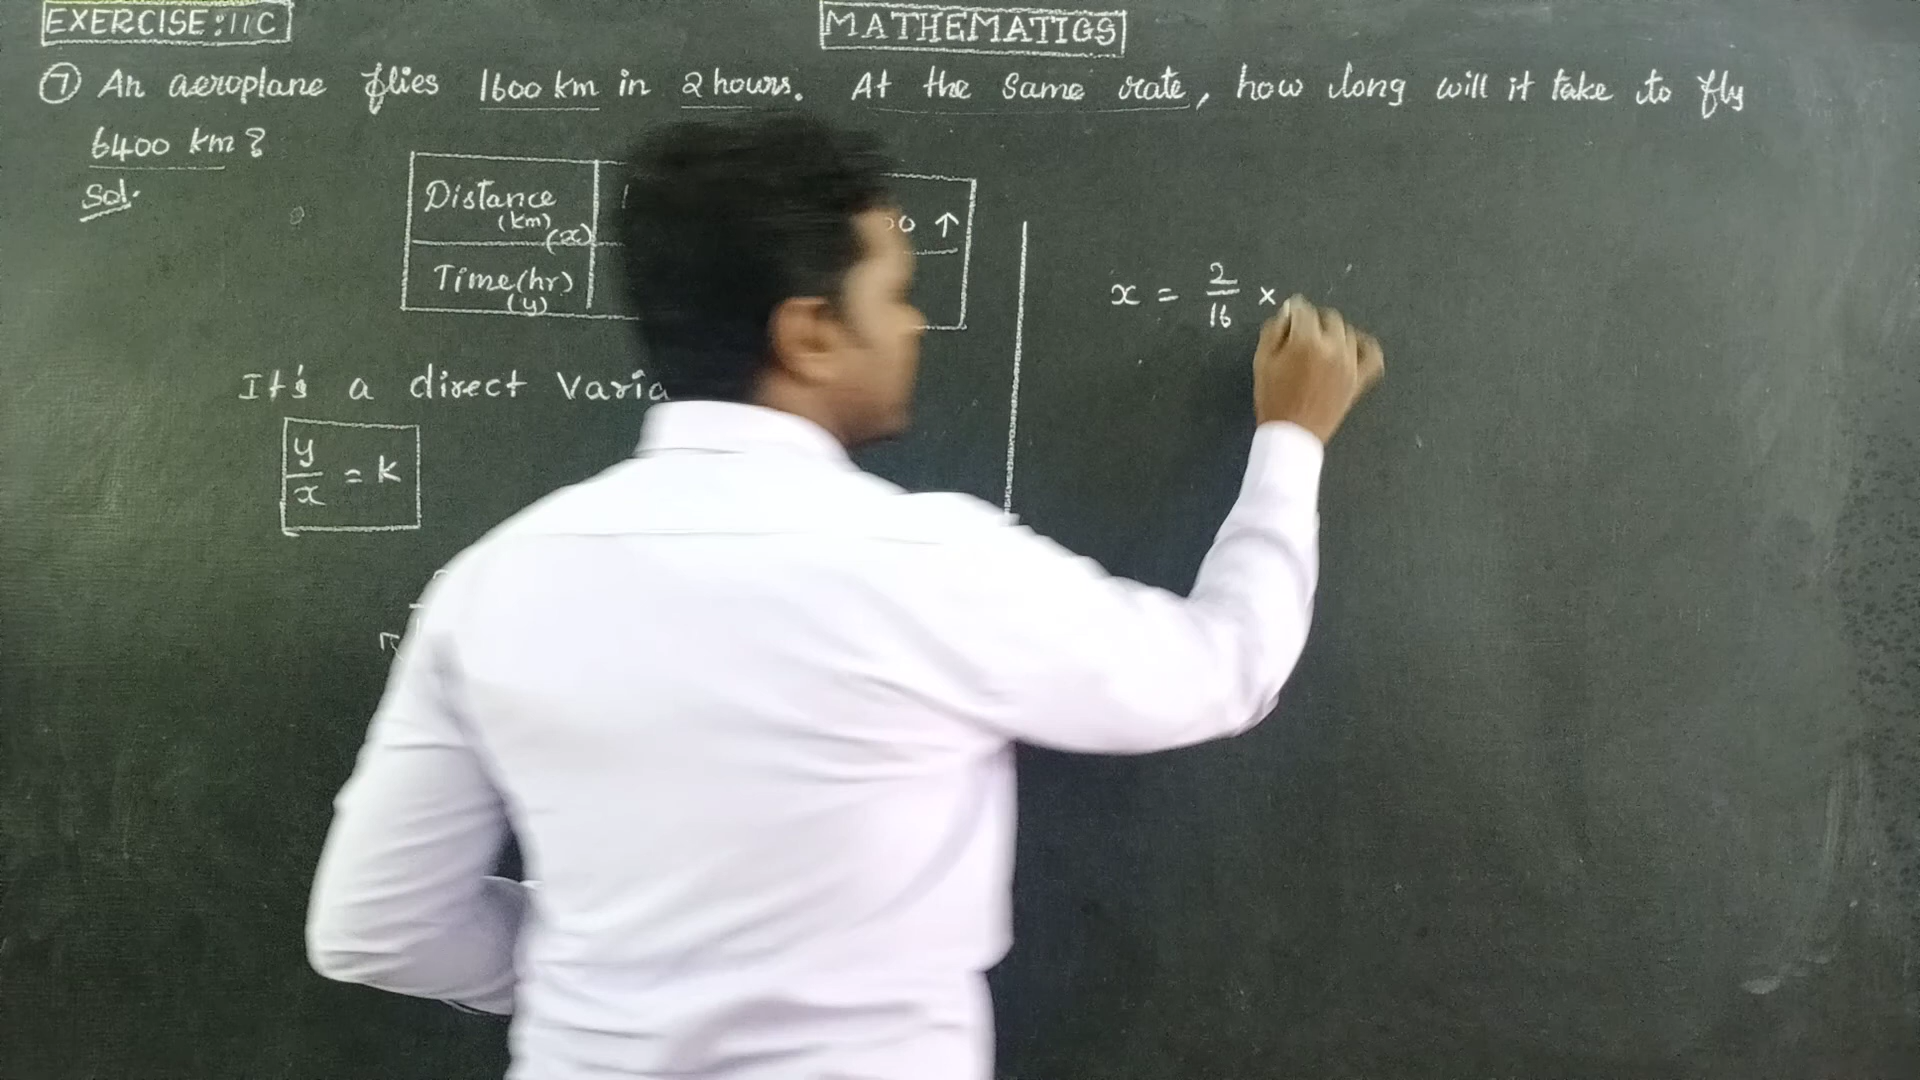 EXERCISE:11C
MATHEMATICS
7 An aeroplane flies 1600 km in 2 hours. At the same rate, how long will it take to fly
6400 km?
Sol.
Distance
(km)
(x)
↑
Time(hr)
(y)
It's a direct Varia
y/x = k
x = 2/16 ×